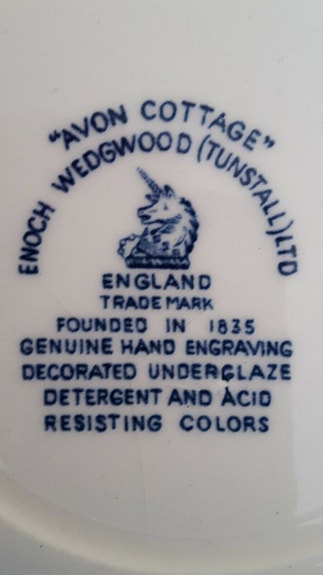 "AVON COTTAGE"
ENOCH WEDGWOOD (TUNSTALL) LTD
ENGLAND
TRADE MARK
FOUNDED IN 1835
GENUINE HAND ENGRAVING
DECORATED UNDERGLAZE
DETERGENT AND ACID
RESISTING COLORS